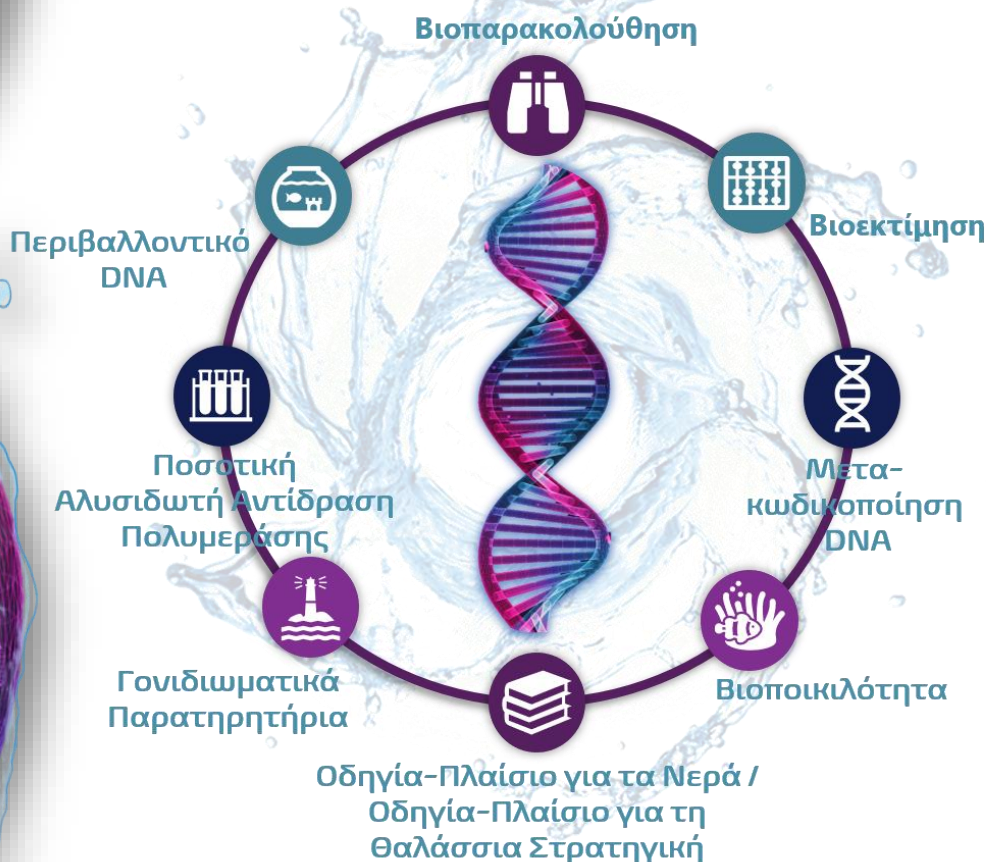 Βιοπαρακολούθηση
Βιοεκτίμηση
Περιβαλλοντικό
DNA
Μετα-
κωδικοποίηση
DNA
Ποσοτική
Αλυσιδωτή Αντίδραση
Πολυμεράσης
Βιοποικιλότητα
Γονιδιωματικά
Παρατηρητήρια
Οδηγία-Πλαίσιο για τα Νερά /
Οδηγία-Πλαίσιο για τη
Θαλάσσια Στρατηγική